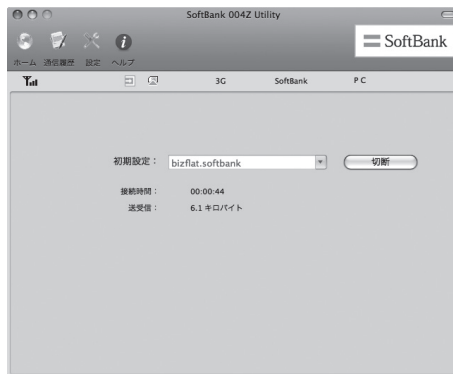 SoftBank 004Z Utility
SoftBank
ホーム 通信履歴 設定 ヘルプ
3G SoftBank PC
初期設定： bizflat.softbank 切断
接続時間： 00:00:44
送受信： 6.1 キロバイト